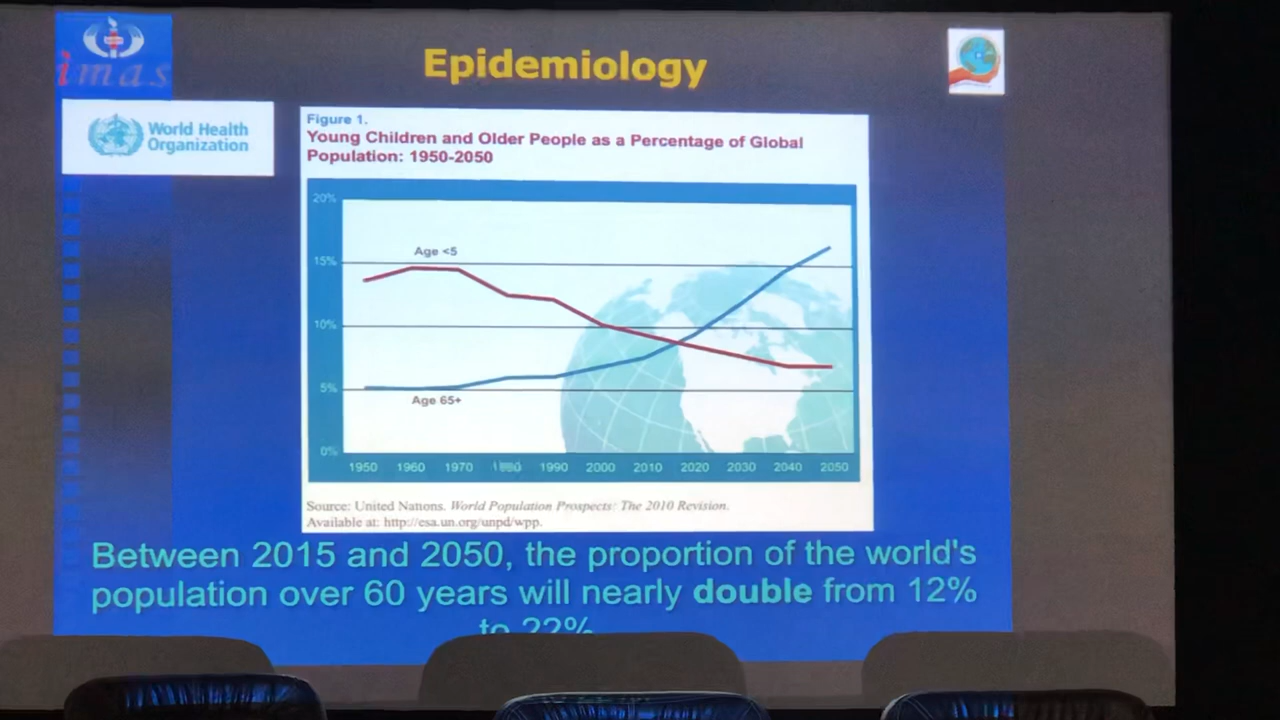 imas
Epidemiology
World Health
Organization
Figure 1.
Young Children and Older People as a Percentage of Global
Population: 1950-2050
20%
Age <5
15%
10%
5%
Age 65+
0%
1950 1960 1970 1980 1990 2000 2010 2020 2030 2040 2050
Source: United Nations. World Population Prospects: The 2010 Revision.
Available at: http://esa.un.org/unpd/wpp.
Between 2015 and 2050, the proportion of the world's
population over 60 years will nearly double from 12%
to 22%